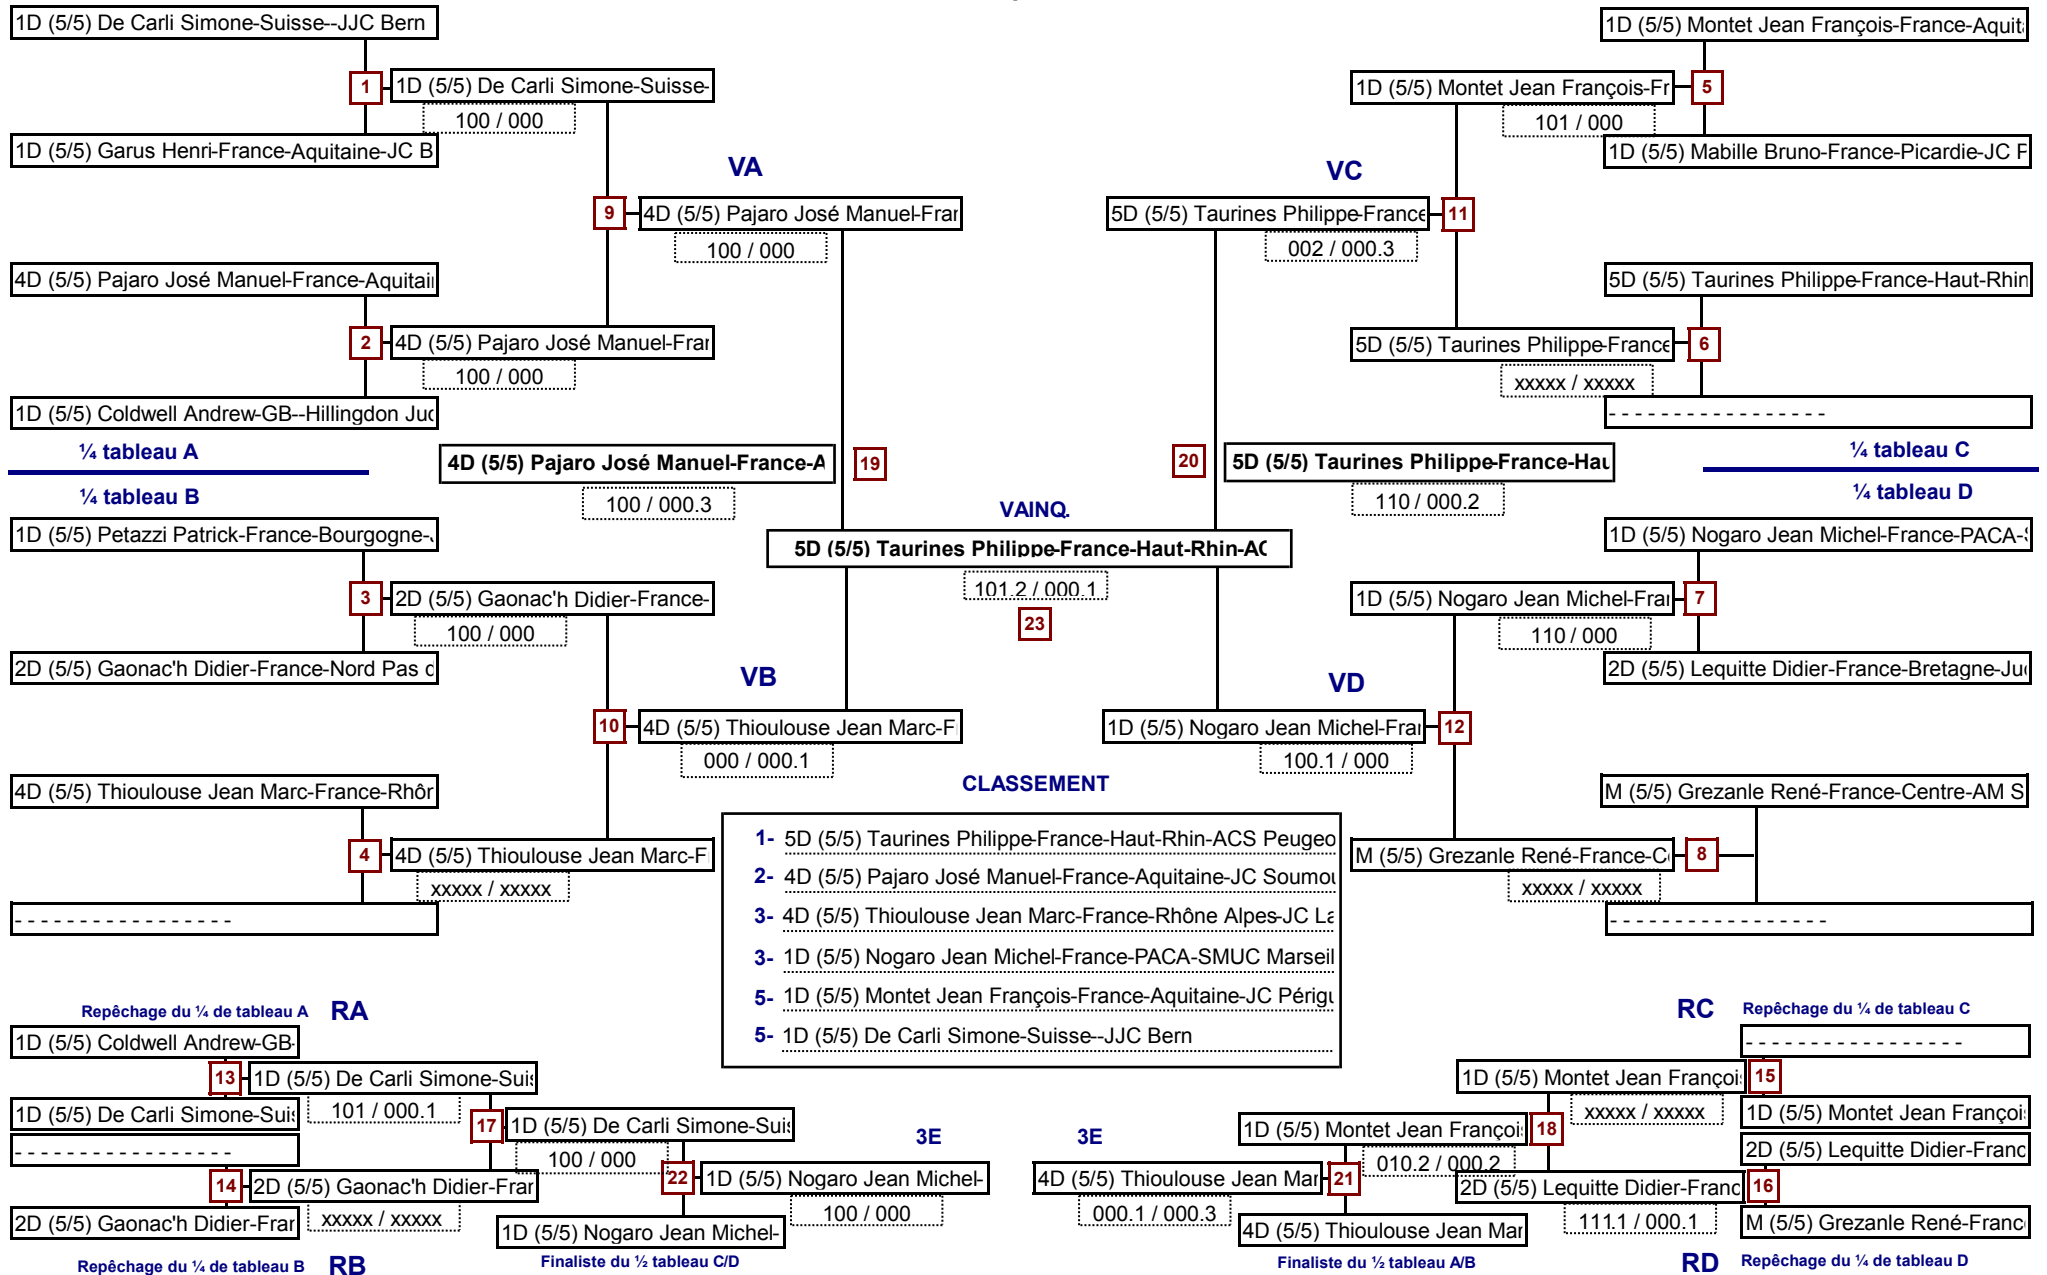 1D (5/5) De Carli Simone-Suisse--JJC Bern
1D (5/5) Montet Jean François-France-Aquit
1
1D (5/5) De Carli Simone-Suisse-
100 / 000
1D (5/5) Montet Jean François-Fr
5
101 / 000
1D (5/5) Garus Henri-France-Aquitaine-JC B
1D (5/5) Mabille Bruno-France-Picardie-JC F
VA
VC
9
4D (5/5) Pajaro José Manuel-Fran
100 / 000
5D (5/5) Taurines Philippe-France
11
002 / 000.3
4D (5/5) Pajaro José Manuel-France-Aquitai
5D (5/5) Taurines Philippe-France-Haut-Rhin
2
4D (5/5) Pajaro José Manuel-Fran
100 / 000
5D (5/5) Taurines Philippe-France
6
xxxxx / xxxxx
1D (5/5) Coldwell Andrew-GB--Hillingdon Jud
- - - - - - - - - - - - - - - - -
¼ tableau A
¼ tableau C
4D (5/5) Pajaro José Manuel-France-A
19
20
5D (5/5) Taurines Philippe-France-Hau
¼ tableau B
¼ tableau D
100 / 000.3
110 / 000.2
VAINQ.
1D (5/5) Petazzi Patrick-France-Bourgogne-
1D (5/5) Nogaro Jean Michel-France-PACA-S
5D (5/5) Taurines Philippe-France-Haut-Rhin-AC
101.2 / 000.1
23
3
2D (5/5) Gaonac'h Didier-France-
100 / 000
1D (5/5) Nogaro Jean Michel-Fran
7
110 / 000
2D (5/5) Gaonac'h Didier-France-Nord Pas d
2D (5/5) Lequitte Didier-France-Bretagne-Jud
VB
VD
10
4D (5/5) Thioulouse Jean Marc-F
000 / 000.1
1D (5/5) Nogaro Jean Michel-Fran
12
100.1 / 000
4D (5/5) Thioulouse Jean Marc-France-Rhôn
M (5/5) Grezanle René-France-Centre-AM S
CLASSEMENT
1- 5D (5/5) Taurines Philippe-France-Haut-Rhin-ACS Peugeo
4
4D (5/5) Thioulouse Jean Marc-F
xxxxx / xxxxx
M (5/5) Grezanle René-France-Ce
8
xxxxx / xxxxx
2- 4D (5/5) Pajaro José Manuel-France-Aquitaine-JC Soumou
3- 4D (5/5) Thioulouse Jean Marc-France-Rhône Alpes-JC La
- - - - - - - - - - - - - - - - -
- - - - - - - - - - - - - - - - -
3- 1D (5/5) Nogaro Jean Michel-France-PACA-SMUC Marseil
5- 1D (5/5) Montet Jean François-France-Aquitaine-JC Périgu
5- 1D (5/5) De Carli Simone-Suisse--JJC Bern
Repêchage du ¼ de tableau A RA
RC Repêchage du ¼ de tableau C
1D (5/5) Coldwell Andrew-GB-
- - - - - - - - - - - - - - - - -
13
1D (5/5) De Carli Simone-Suis
101 / 000.1
1D (5/5) Montet Jean Françoi
15
xxxxx / xxxxx
1D (5/5) De Carli Simone-Suis
1D (5/5) Montet Jean Françoi
17
1D (5/5) De Carli Simone-Suis
100 / 000
3E
3E
1D (5/5) Montet Jean Françoi
18
010.2 / 000.2
- - - - - - - - - - - - - - - - -
2D (5/5) Lequitte Didier-Franc
14
2D (5/5) Gaonac'h Didier-Fran
xxxxx / xxxxx
22
1D (5/5) Nogaro Jean Michel-
100 / 000
4D (5/5) Thioulouse Jean Mar
21
000.1 / 000.3
2D (5/5) Lequitte Didier-Franc
16
111.1 / 000.1
2D (5/5) Gaonac'h Didier-Fran
1D (5/5) Nogaro Jean Michel-
4D (5/5) Thioulouse Jean Mar
M (5/5) Grezanle René-Franc
Repêchage du ¼ de tableau B RB
Finaliste du ½ tableau C/D
Finaliste du ½ tableau A/B
RD Repêchage du ¼ de tableau D